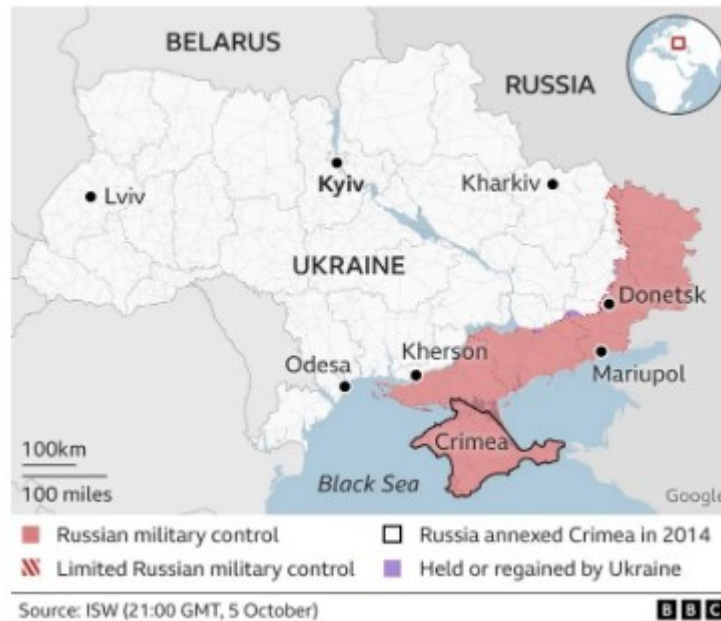 BELARUS
RUSSIA
Kyiv
Kharkiv
Lviv
UKRAINE
Donetsk
Odesa
Kherson
Mariupol
Crimea
100km
100 miles
Black Sea
Google
Russian military control
Russia annexed Crimea in 2014
Limited Russian military control
Held or regained by Ukraine
Source: ISW (21:00 GMT, 5 October)
BBC